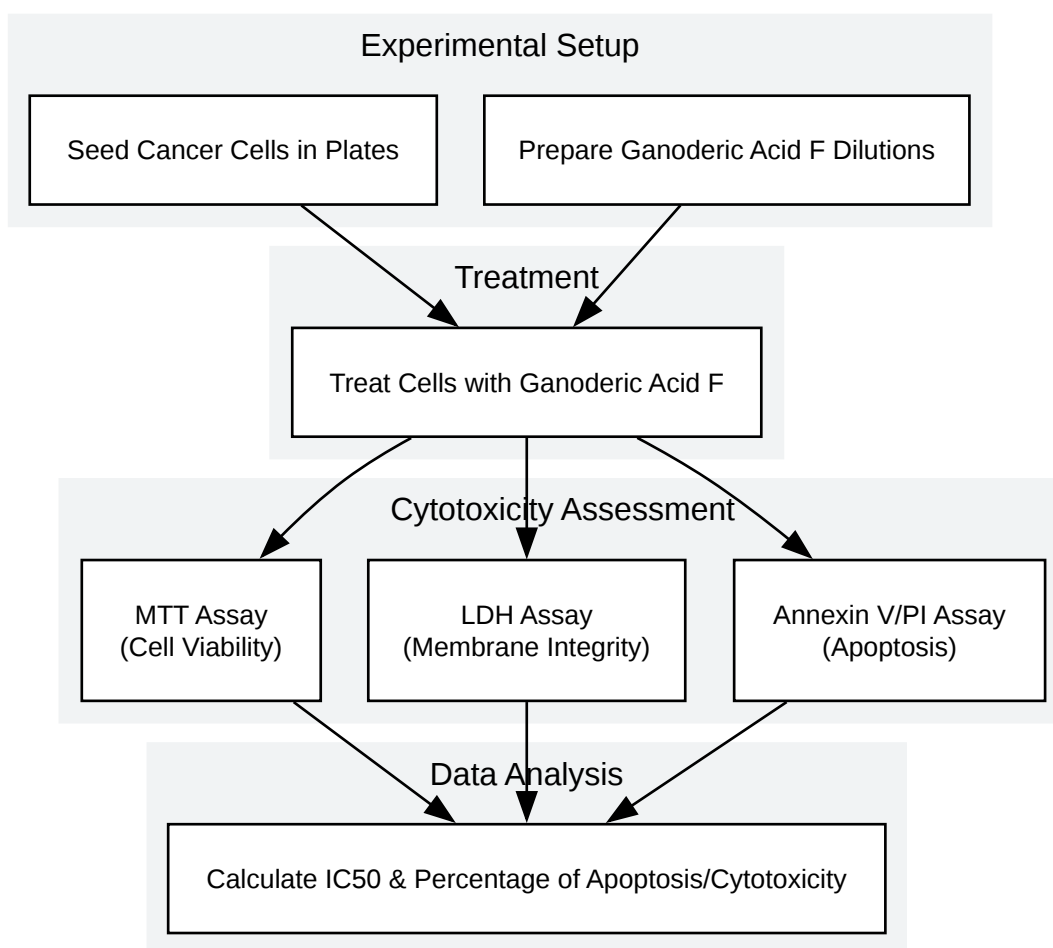 Experimental Setup
Seed Cancer Cells in Plates
Prepare Ganoderic Acid F Dilutions
Treatment
Treat Cells with Ganoderic Acid F
Cytotoxicity Assessment
MTT Assay
(Cell Viability)
LDH Assay
(Membrane Integrity)
Annexin V/PI Assay
(Apoptosis)
Data Analysis
Calculate IC50 & Percentage of Apoptosis/Cytotoxicity